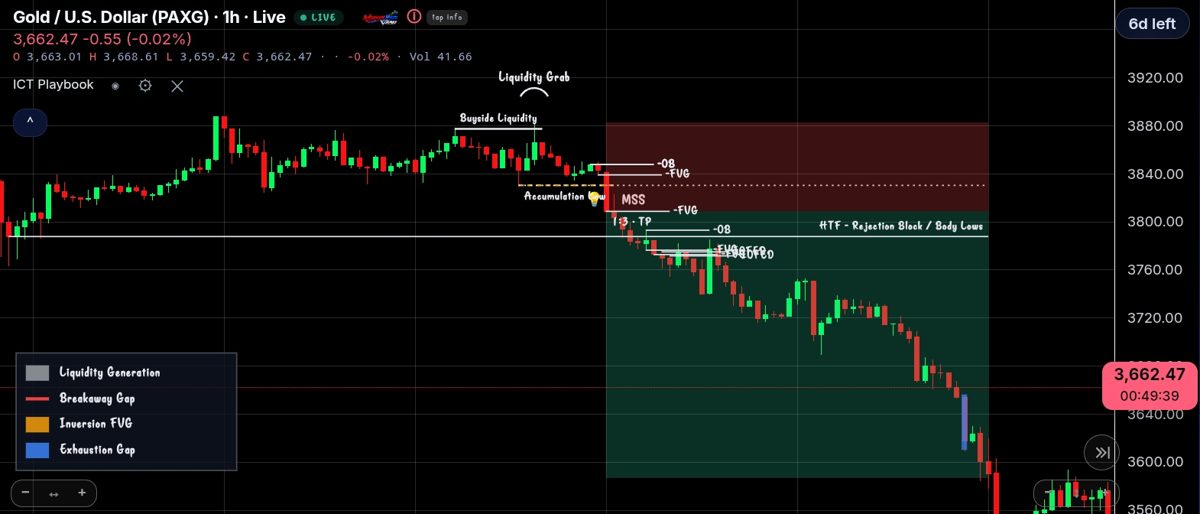 Gold / U.S. Dollar (PAXG) · 1h · Live
LIVE
tap info
6d left
3,662.47 -0.55 (-0.02%)
O 3,663.01 H 3,668.61 L 3,659.42 C 3,662.47 · · -0.02% · Vol 41.66
ICT Playbook
Liquidity Grab
Buyside Liquidity
-OB
-FVG
Accumulation Low
MSS
-FVG
1:3 · TP
-OB
HTF - Rejection Block / Body Lows
3920.00
3880.00
3840.00
3800.00
3760.00
3720.00
3,662.47
00:49:39
3640.00
3600.00
3560.00
Liquidity Generation
Breakaway Gap
Inversion FVG
Exhaustion Gap